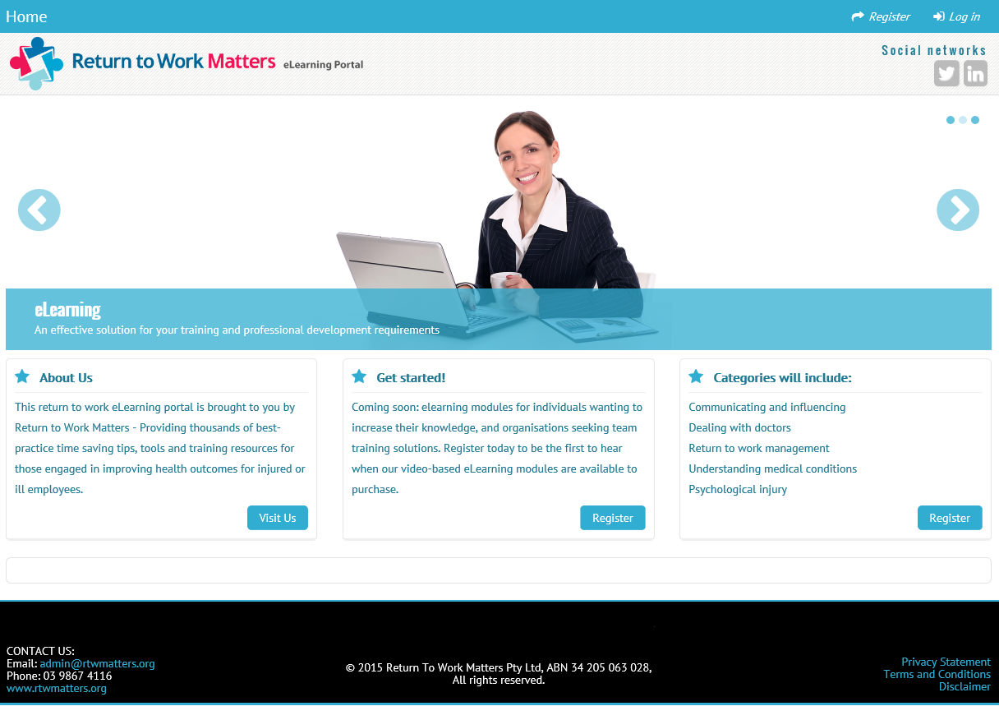 Home
Register
Log in
Return to Work Matters eLearning Portal
Social networks
eLearning
An effective solution for your training and professional development requirements
About Us
This return to work eLearning portal is brought to you by
Return to Work Matters - Providing thousands of best-
practice time saving tips, tools and training resources for
those engaged in improving health outcomes for injured or
ill employees.
Visit Us
Get started!
Coming soon: elearning modules for individuals wanting to
increase their knowledge, and organisations seeking team
training solutions. Register today to be the first to hear
when our video-based eLearning modules are available to
purchase.
Register
Categories will include:
Communicating and influencing
Dealing with doctors
Return to work management
Understanding medical conditions
Psychological injury
Register
CONTACT US:
Email: admin@rtwmatters.org
Phone: 03 9867 4116
www.rtwmatters.org
© 2015 Return To Work Matters Pty Ltd, ABN 34 205 063 028,
All rights reserved.
Privacy Statement
Terms and Conditions
Disclaimer